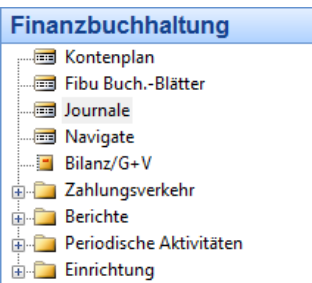 Finanzbuchhaltung
Kontenplan
Fibu Buch.-Blätter
Journale
Navigate
Bilanz/G+V
Zahlungsverkehr
Berichte
Periodische Aktivitäten
Einrichtung